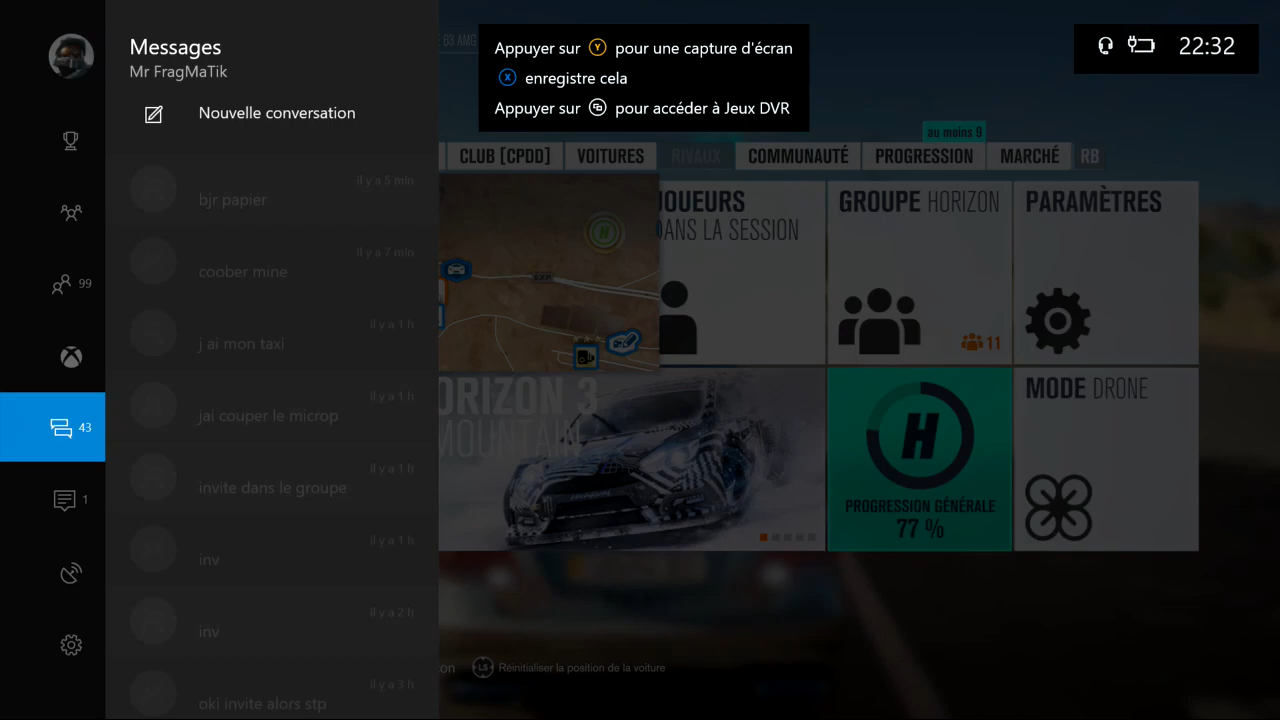 Messages
Mr FragMaTik
Nouvelle conversation
il y a 5 min
bjr papier
il y a 7 min
coober mine
il y a 1 h
j ai mon taxi
il y a 1 h
jai couper le microp
il y a 1 h
invite dans le groupe
il y a 1 h
inv
il y a 2 h
inv
il y a 3 h
oki invite alors stp
99
43
1
Appuyer sur Y pour une capture d'écran
X enregistre cela
Appuyer sur pour accéder à Jeux DVR
22:32
E 63 AMG
au moins 9
CLUB [CPDD] VOITURES RIVAUX COMMUNAUTÉ PROGRESSION MARCHÉ RB
JOUEURS
DANS LA SESSION
GROUPE HORIZON
11
PARAMÈTRES
ORIZON 3
MOUNTAIN
H
PROGRESSION GÉNÉRALE
77 %
MODE DRONE
ton LS Réinitialiser la position de la voiture